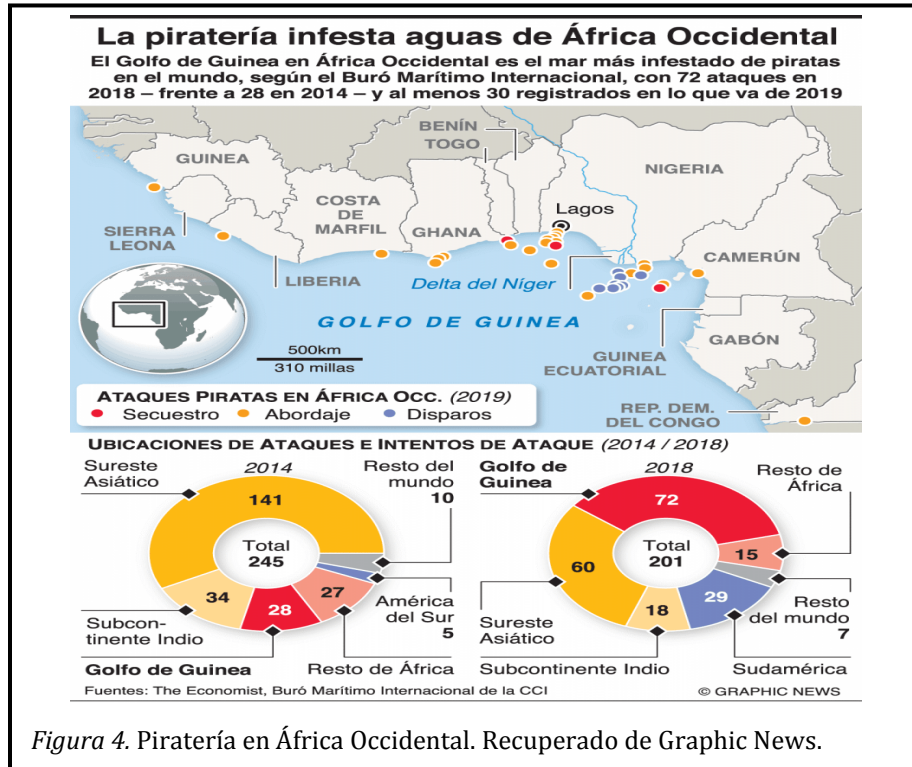 La piratería infesta aguas de África Occidental
El Golfo de Guinea en África Occidental es el mar más infestado de piratas
en el mundo, según el Buró Marítimo Internacional, con 72 ataques en
2018 – frente a 28 en 2014 – y al menos 30 registrados en lo que va de 2019
BENÍN
TOGO
GUINEA
NIGERIA
COSTA
DE
MARFIL
Lagos
SIERRA
LEONA
GHANA
CAMERÚN
LIBERIA
Delta del Níger
GOLFO DE GUINEA
GABÓN
500km
310 millas
GUINEA
ECUATORIAL
ATAQUES PIRATAS EN ÁFRICA OCC. (2019)
Secuestro Abordaje Disparos
REP. DEM.
DEL CONGO
UBICACIONES DE ATAQUES E INTENTOS DE ATAQUE (2014 / 2018)
Sureste
Asiático
2014
Resto del
mundo
10
141
Total
245
34
28
27
América
del Sur
5
Subcon-
tinente Indio
Golfo de Guinea
Resto de África
Golfo de
Guinea
2018
Resto de
África
72
15
Total
201
60
18
29
Resto
del mundo
7
Sureste
Asiático
Subcontinente Indio
Sudamérica
Fuentes: The Economist, Buró Marítimo Internacional de la CCI
© GRAPHIC NEWS
Figura 4. Piratería en África Occidental. Recuperado de Graphic News.